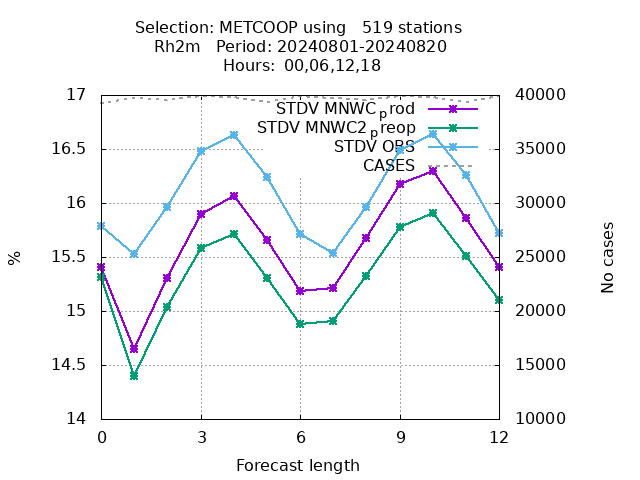 Selection: METCOOP using   519 stations
Rh2m   Period: 20240801-20240820
Hours: 00,06,12,18
17 40000
STDV MNWC_prod
STDV MNWC2_preop
16.5 STDV OBS 35000
CASES
16 30000
15.5 25000
%
No cases
15 20000
14.5 15000
14 10000
0 3 6 9 12
Forecast length